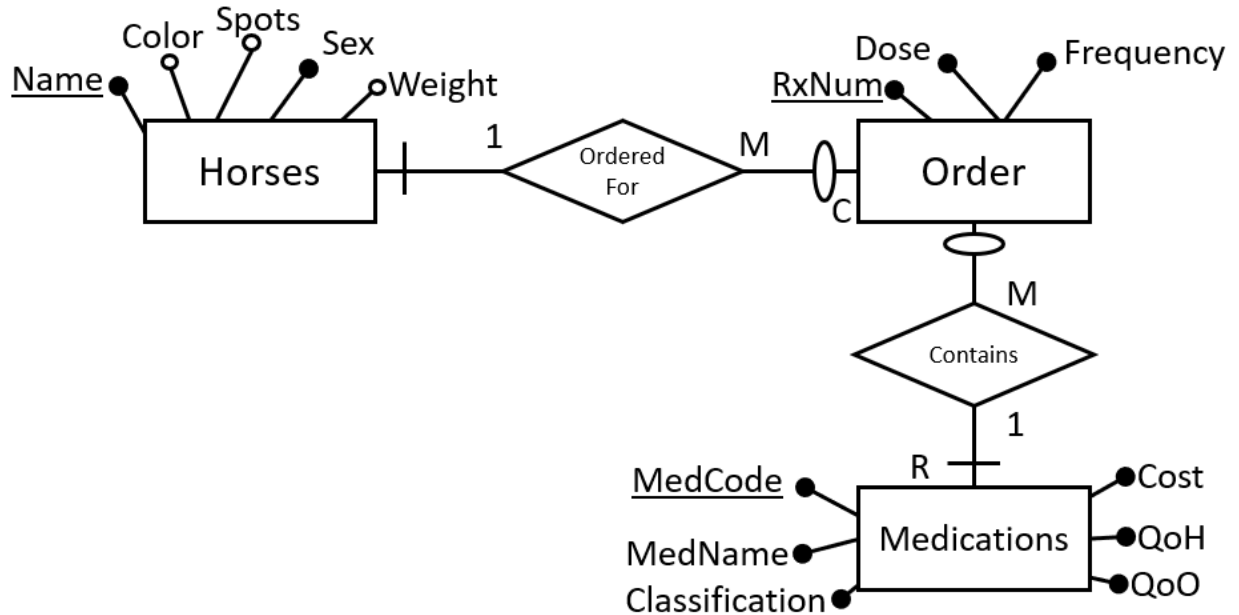 Name
Color
Spots
Sex
Weight
Horses
1
Ordered
For
M
C
RxNum
Dose
Frequency
Order
M
Contains
1
R
MedCode
MedName
Classification
Medications
Cost
QoH
QoO